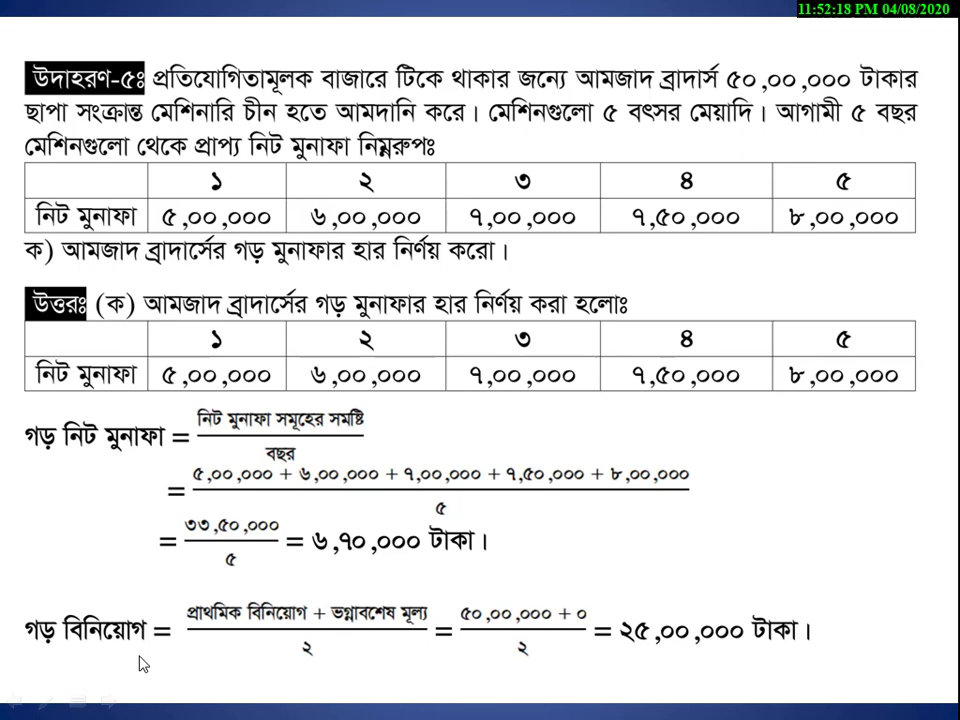 11:52:18 PM 04/08/2020
উদাহরণ-৫ঃ প্রতিযোগিতামূলক বাজারে টিকে থাকার জন্যে আমজাদ ব্রাদার্স ৫০,০০,০০০ টাকার
ছাপা সংক্রান্ত মেশিনারি চীন হতে আমদানি করে। মেশিনগুলো ৫ বৎসর মেয়াদি। আগামী ৫ বছর
মেশিনগুলো থেকে প্রাপ্য নিট মুনাফা নিম্নরুপঃ
১ ২ ৩ ৪ ৫
নিট মুনাফা ৫,০০,০০০ ৬,০০,০০০ ৭,০০,০০০ ৭,৫০,০০০ ৮,০০,০০০
ক) আমজাদ ব্রাদার্সের গড় মুনাফার হার নির্ণয় করো।
উত্তরঃ (ক) আমজাদ ব্রাদার্সের গড় মুনাফার হার নির্ণয় করা হলোঃ
১ ২ ৩ ৪ ৫
নিট মুনাফা ৫,০০,০০০ ৬,০০,০০০ ৭,০০,০০০ ৭,৫০,০০০ ৮,০০,০০০
গড় নিট মুনাফা = নিট মুনাফা সমূহের সমষ্টি
বছর
= ৫,০০,০০০ + ৬,০০,০০০ + ৭,০০,০০০ + ৭,৫০,০০০ + ৮,০০,০০০
৫
= ৩৩,৫০,০০০ = ৬,৭০,০০০ টাকা।
৫
গড় বিনিয়োগ = প্রাথমিক বিনিয়োগ + ভগ্নাবশেষ মূল্য = ৫০,০০,০০০ + ০ = ২৫,০০,০০০ টাকা।
২ ২